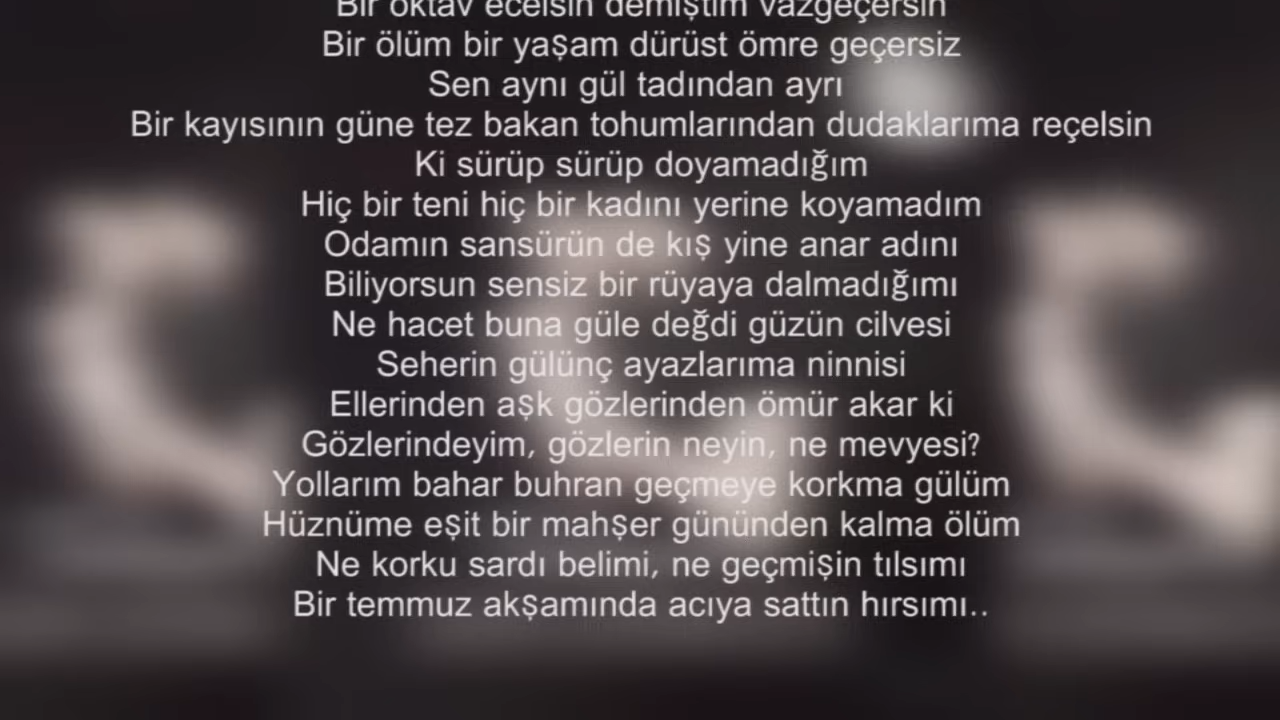 Bir oktav ecelsin demiştim vazgeçersin
Bir ölüm bir yaşam dürüst ömre geçersiz
Sen aynı gül tadından ayrı
Bir kayısının güne tez bakan tohumlarından dudaklarıma reçelsin
Ki sürüp sürüp doyamadığım
Hiç bir teni hiç bir kadını yerine koyamadım
Odamın sansürün de kış yine anar adını
Biliyorsun sensiz bir rüyaya dalmadığımı
Ne hacet buna güle değdi güzün cilvesi
Seherin gülünç ayazlarıma ninnisi
Ellerinden aşk gözlerinden ömür akar ki
Gözlerindeyim, gözlerin neyin, ne mevyesi?
Yollarım bahar buhran geçmeye korkma gülüm
Hüznüme eşit bir mahşer gününden kalma ölüm
Ne korku sardı belimi, ne geçmişin tılsımı
Bir temmuz akşamında acıya sattın hırsımı..